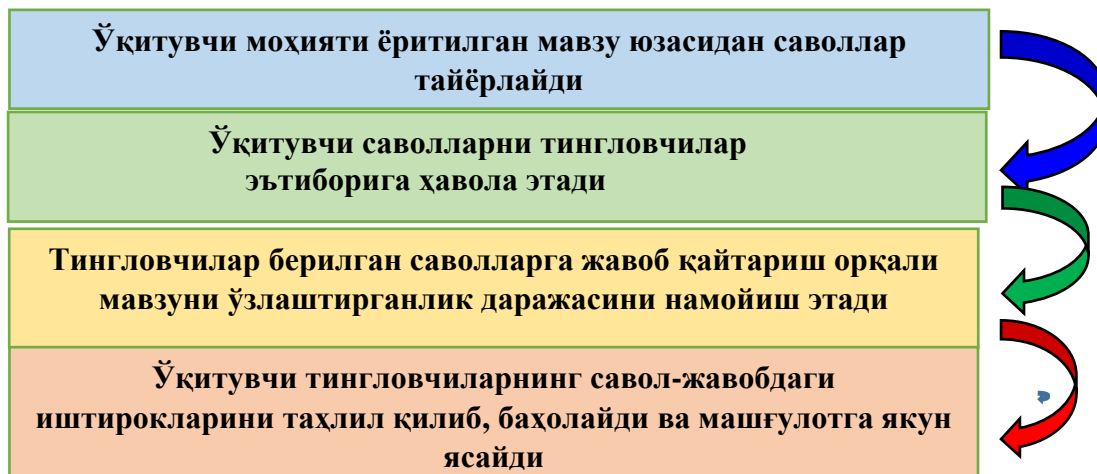 Ўқитувчи моҳияти ёритилган мавзу юзасидан саволлар
тайёрлайди
Ўқитувчи саволларни тингловчилар
эътиборига ҳавола этади
Тингловчилар берилган саволларга жавоб қайтариш орқали
мавзуни ўзлаштирганлик даражасини намойиш этади
Ўқитувчи тингловчиларнинг савол-жавобдаги
иштирокларини таҳлил қилиб, баҳолайди ва машғулотга якун
ясайди